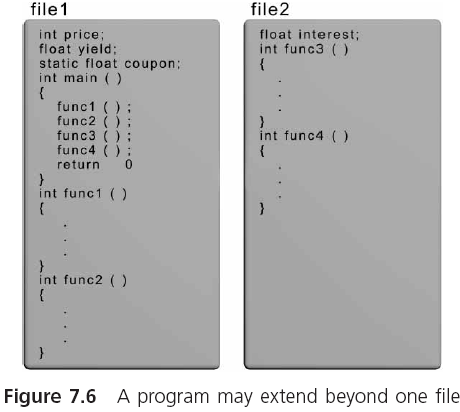 file1
int price;
float yield;
static float coupon;
int main ( )
{
func1 ( ) ;
func2 ( ) ;
func3 ( ) ;
func4 ( ) ;
return 0
}
int func1 ( )
{
.
.
.
}
int func2 ( )
{
.
.
.
}
file2
float interest;
int func3 ( )
{
.
.
.
}
int func4 ( )
{
.
.
.
}
Figure 7.6 A program may extend beyond one file